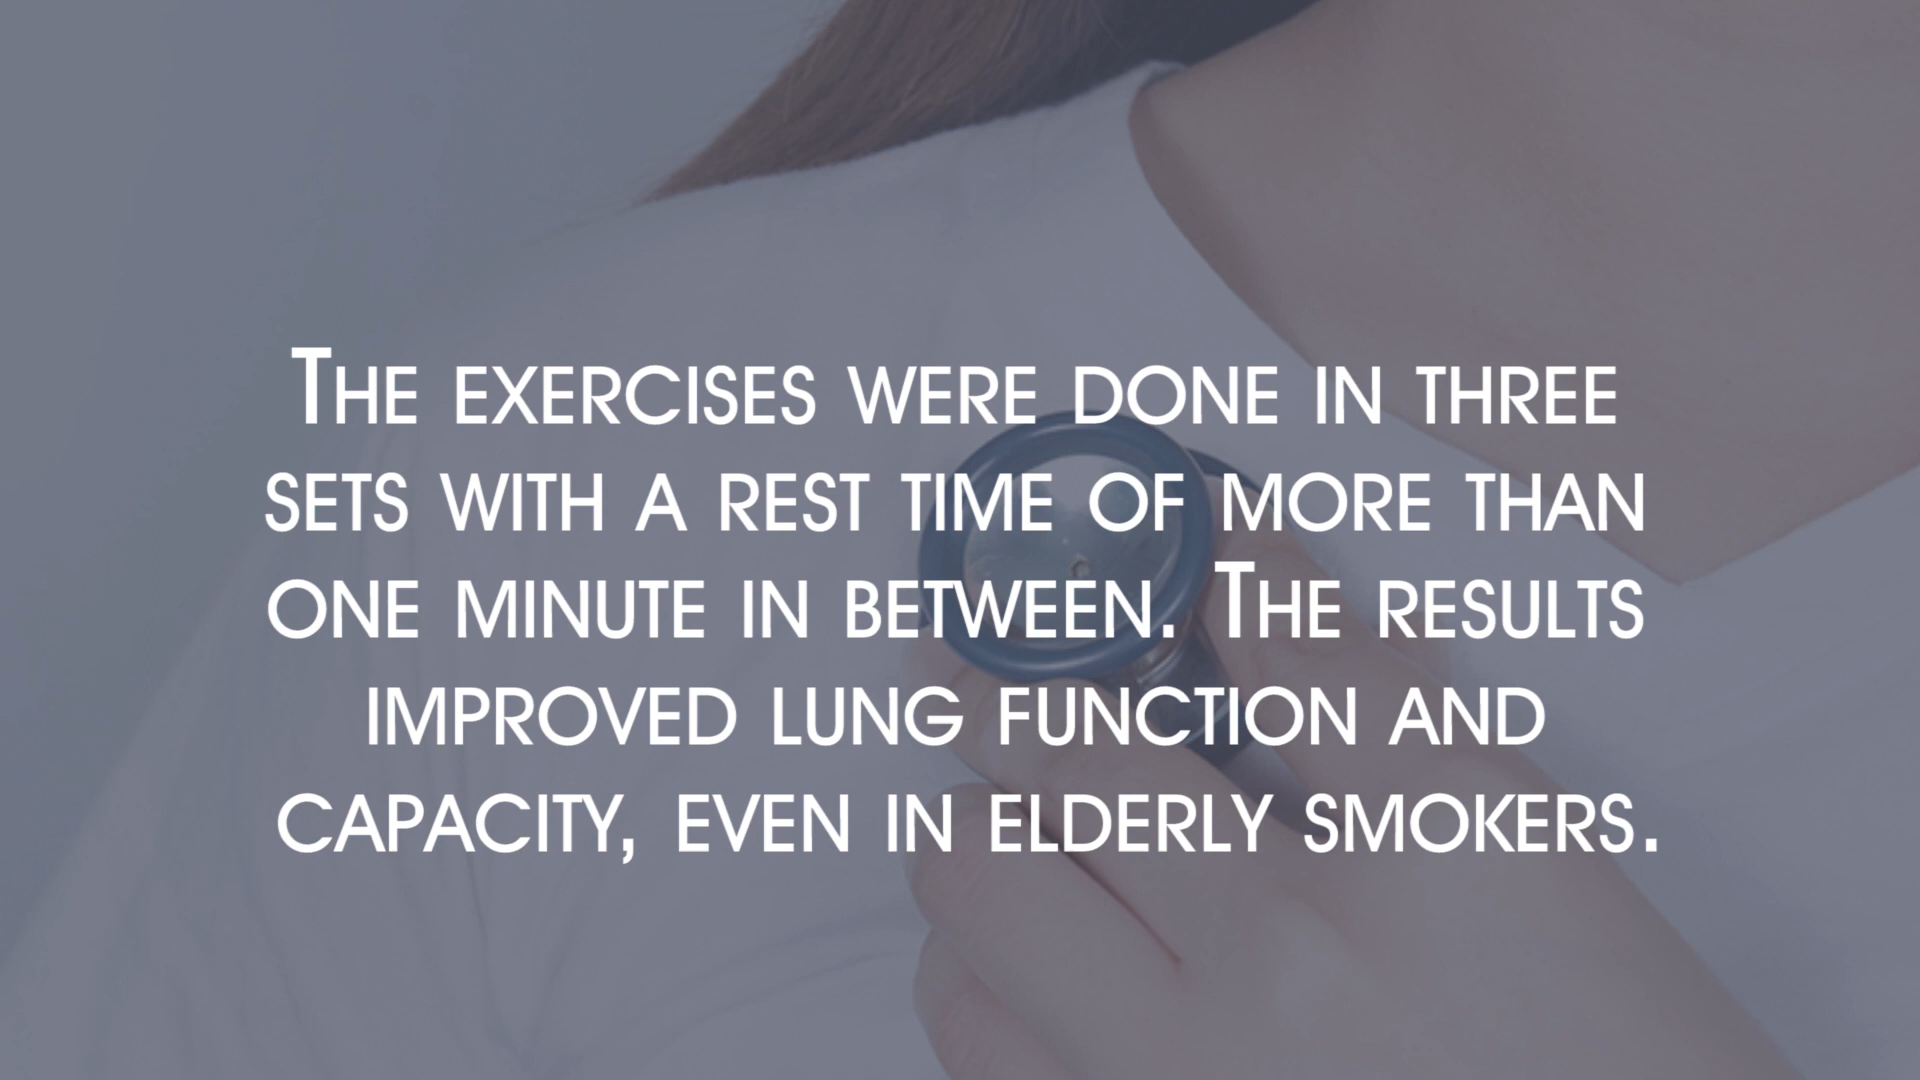 The exercises were done in three
sets with a rest time of more than
one minute in between. The results
improved lung function and
capacity, even in elderly smokers.